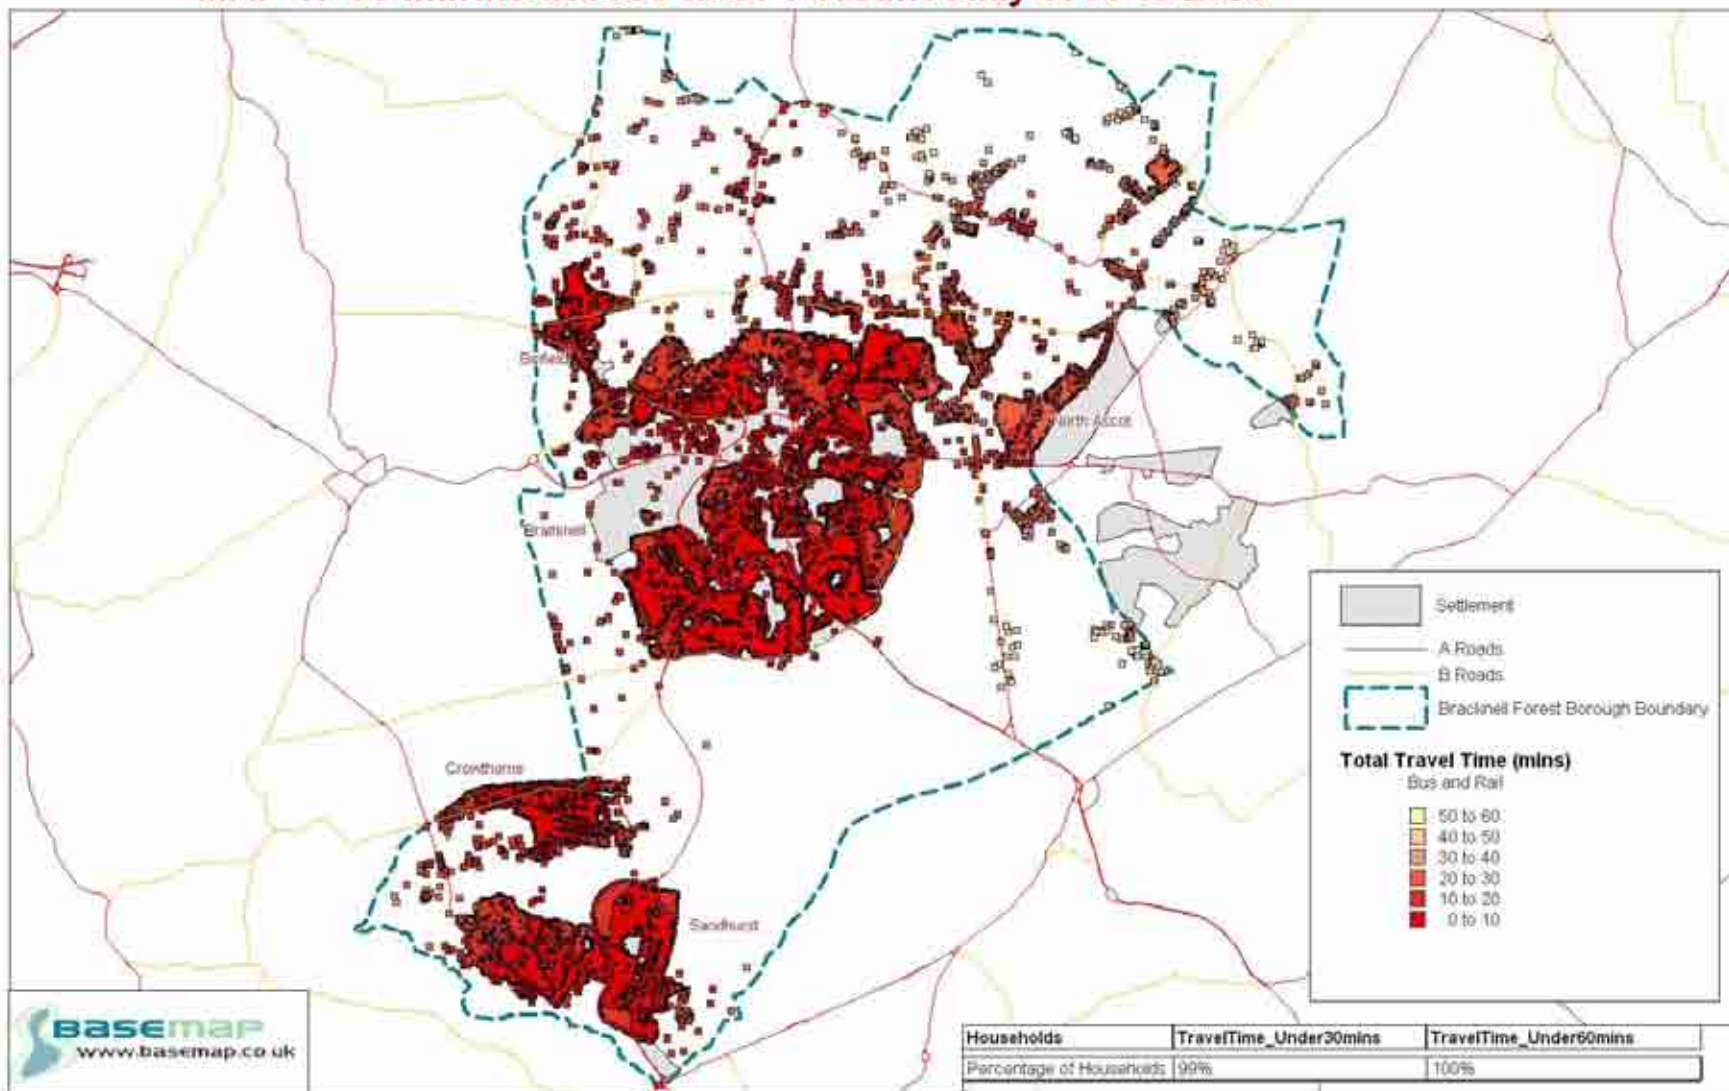 Binfield
North Ascot
Bracknell
Crowthorne
Sandhurst
Settlement
A Roads
B Roads
Bracknell Forest Borough Boundary
Total Travel Time (mins)
Bus and Rail
50 to 60
40 to 50
30 to 40
20 to 30
10 to 20
0 to 10
BASEMAP
www.basemap.co.uk
Households TravelTime_Under30mins TravelTime_Under60mins
Percentage of Households 99% 100%